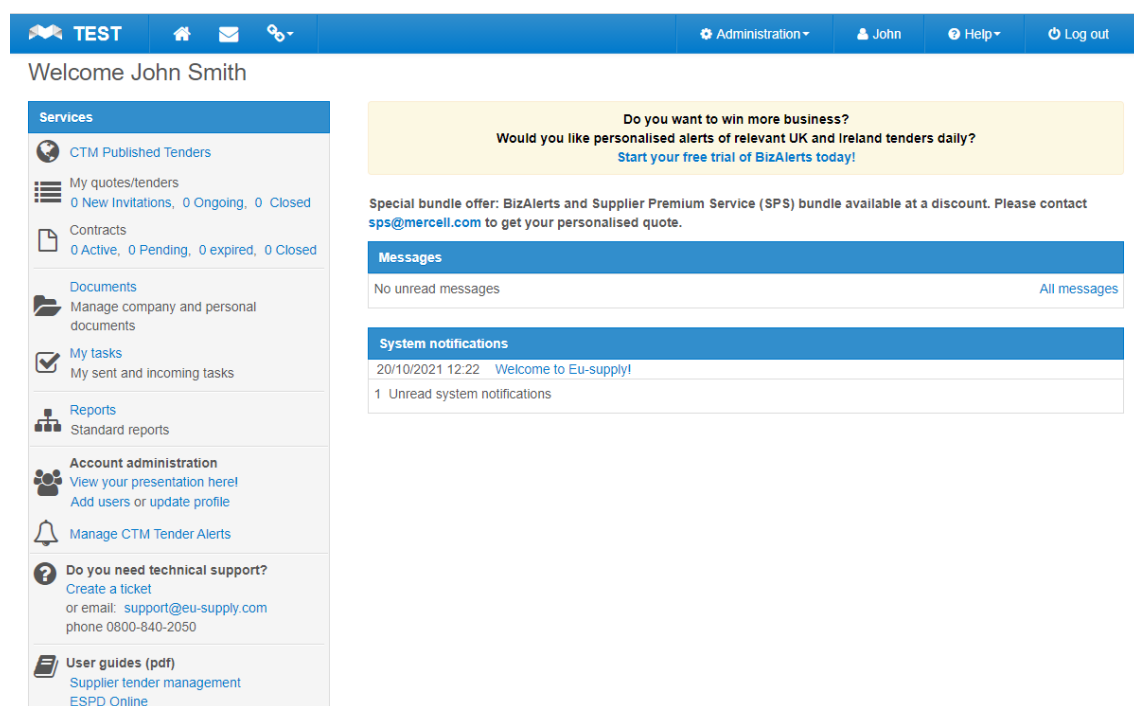 TEST
Administration
John
Help
Log out
Welcome John Smith
Services
CTM Published Tenders
My quotes/tenders
0 New Invitations, 0 Ongoing, 0 Closed
Contracts
0 Active, 0 Pending, 0 expired, 0 Closed
Documents
Manage company and personal
documents
My tasks
My sent and incoming tasks
Reports
Standard reports
Account administration
View your presentation here!
Add users or update profile
Manage CTM Tender Alerts
Do you need technical support?
Create a ticket
or email: support@eu-supply.com
phone 0800-840-2050
User guides (pdf)
Supplier tender management
ESPD Online
Do you want to win more business?
Would you like personalised alerts of relevant UK and Ireland tenders daily?
Start your free trial of BizAlerts today!
Special bundle offer: BizAlerts and Supplier Premium Service (SPS) bundle available at a discount. Please contact
sps@mercell.com to get your personalised quote.
Messages
No unread messages
All messages
System notifications
20/10/2021 12:22 Welcome to Eu-supply!
1 Unread system notifications